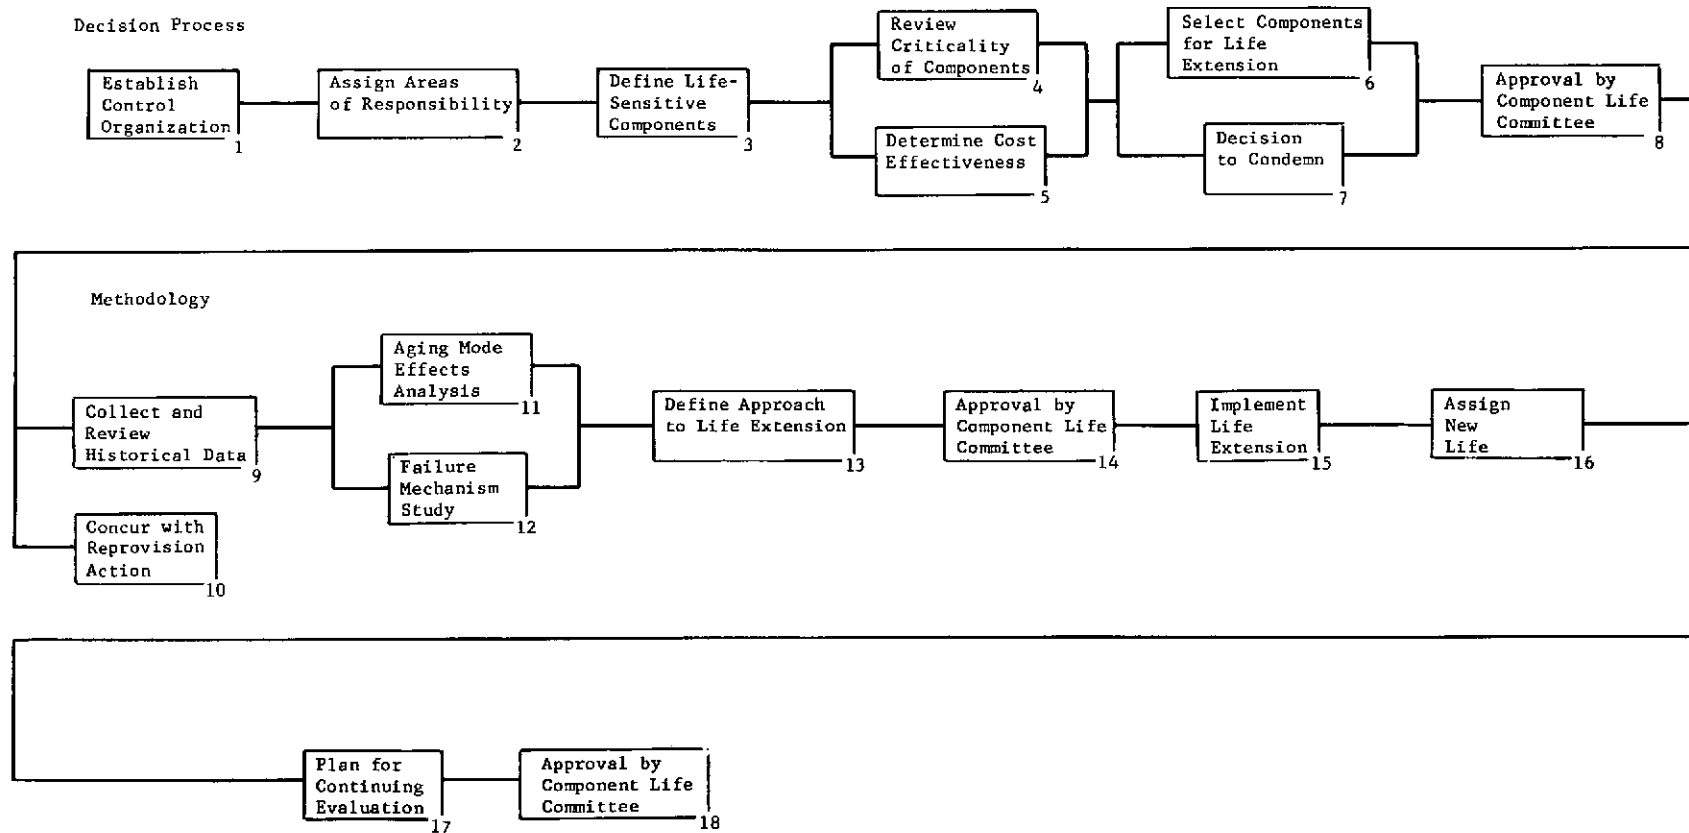 Decision Process
Establish
Control
Organization
1
Assign Areas
of Responsibility
2
Define Life-
Sensitive
Components
3
Review
Criticality
of Components
4
Determine Cost
Effectiveness
5
Select Components
for Life
Extension
6
Decision
to Condemn
7
Approval by
Component Life
Committee
8
Methodology
Collect and
Review
Historical Data
9
Concur with
Reprovision
Action
10
Aging Mode
Effects
Analysis
11
Failure
Mechanism
Study
12
Define Approach
to Life Extension
13
Approval by
Component Life
Committee
14
Implement
Life
Extension
15
Assign
New
Life
16
Plan for
Continuing
Evaluation
17
Approval by
Component Life
Committee
18